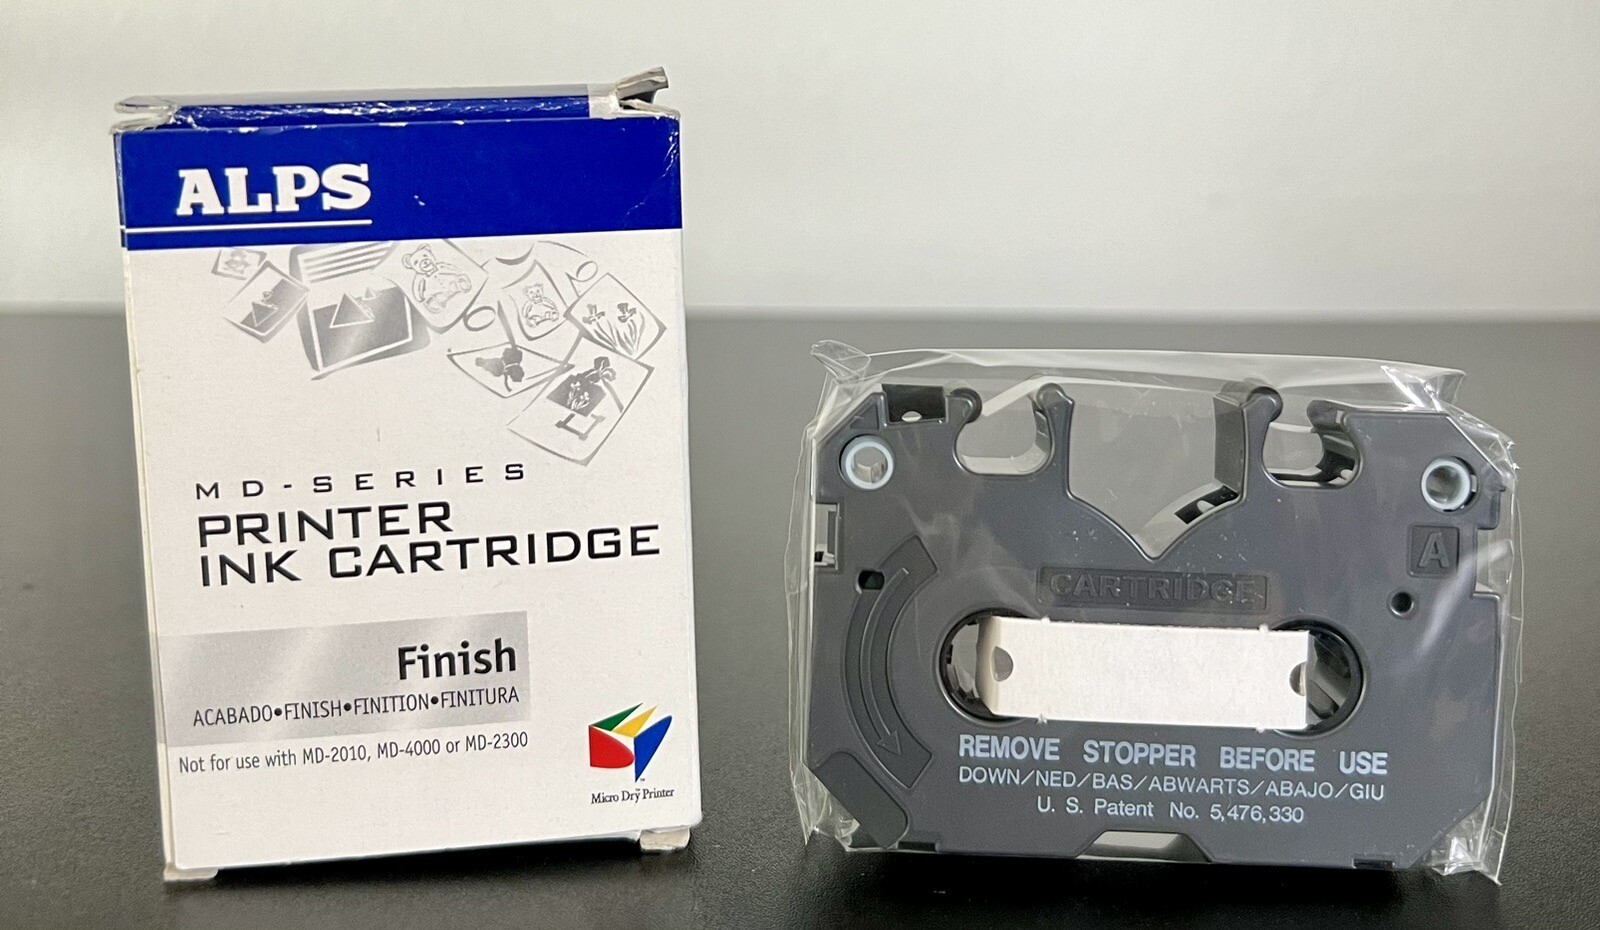 ALPS
MD-SERIES
PRINTER
INK CARTRIDGE
Finish
ACABADO•FINISH•FINITION•FINITURA
Not for use with MD-2010, MD-4000 or MD-2300
Micro Dry Printer
A
CARTRIDGE
REMOVE STOPPER BEFORE USE
DOWN/NED/BAS/ABWARTS/ABAJO/GIU
U. S. Patent No. 5,476,330